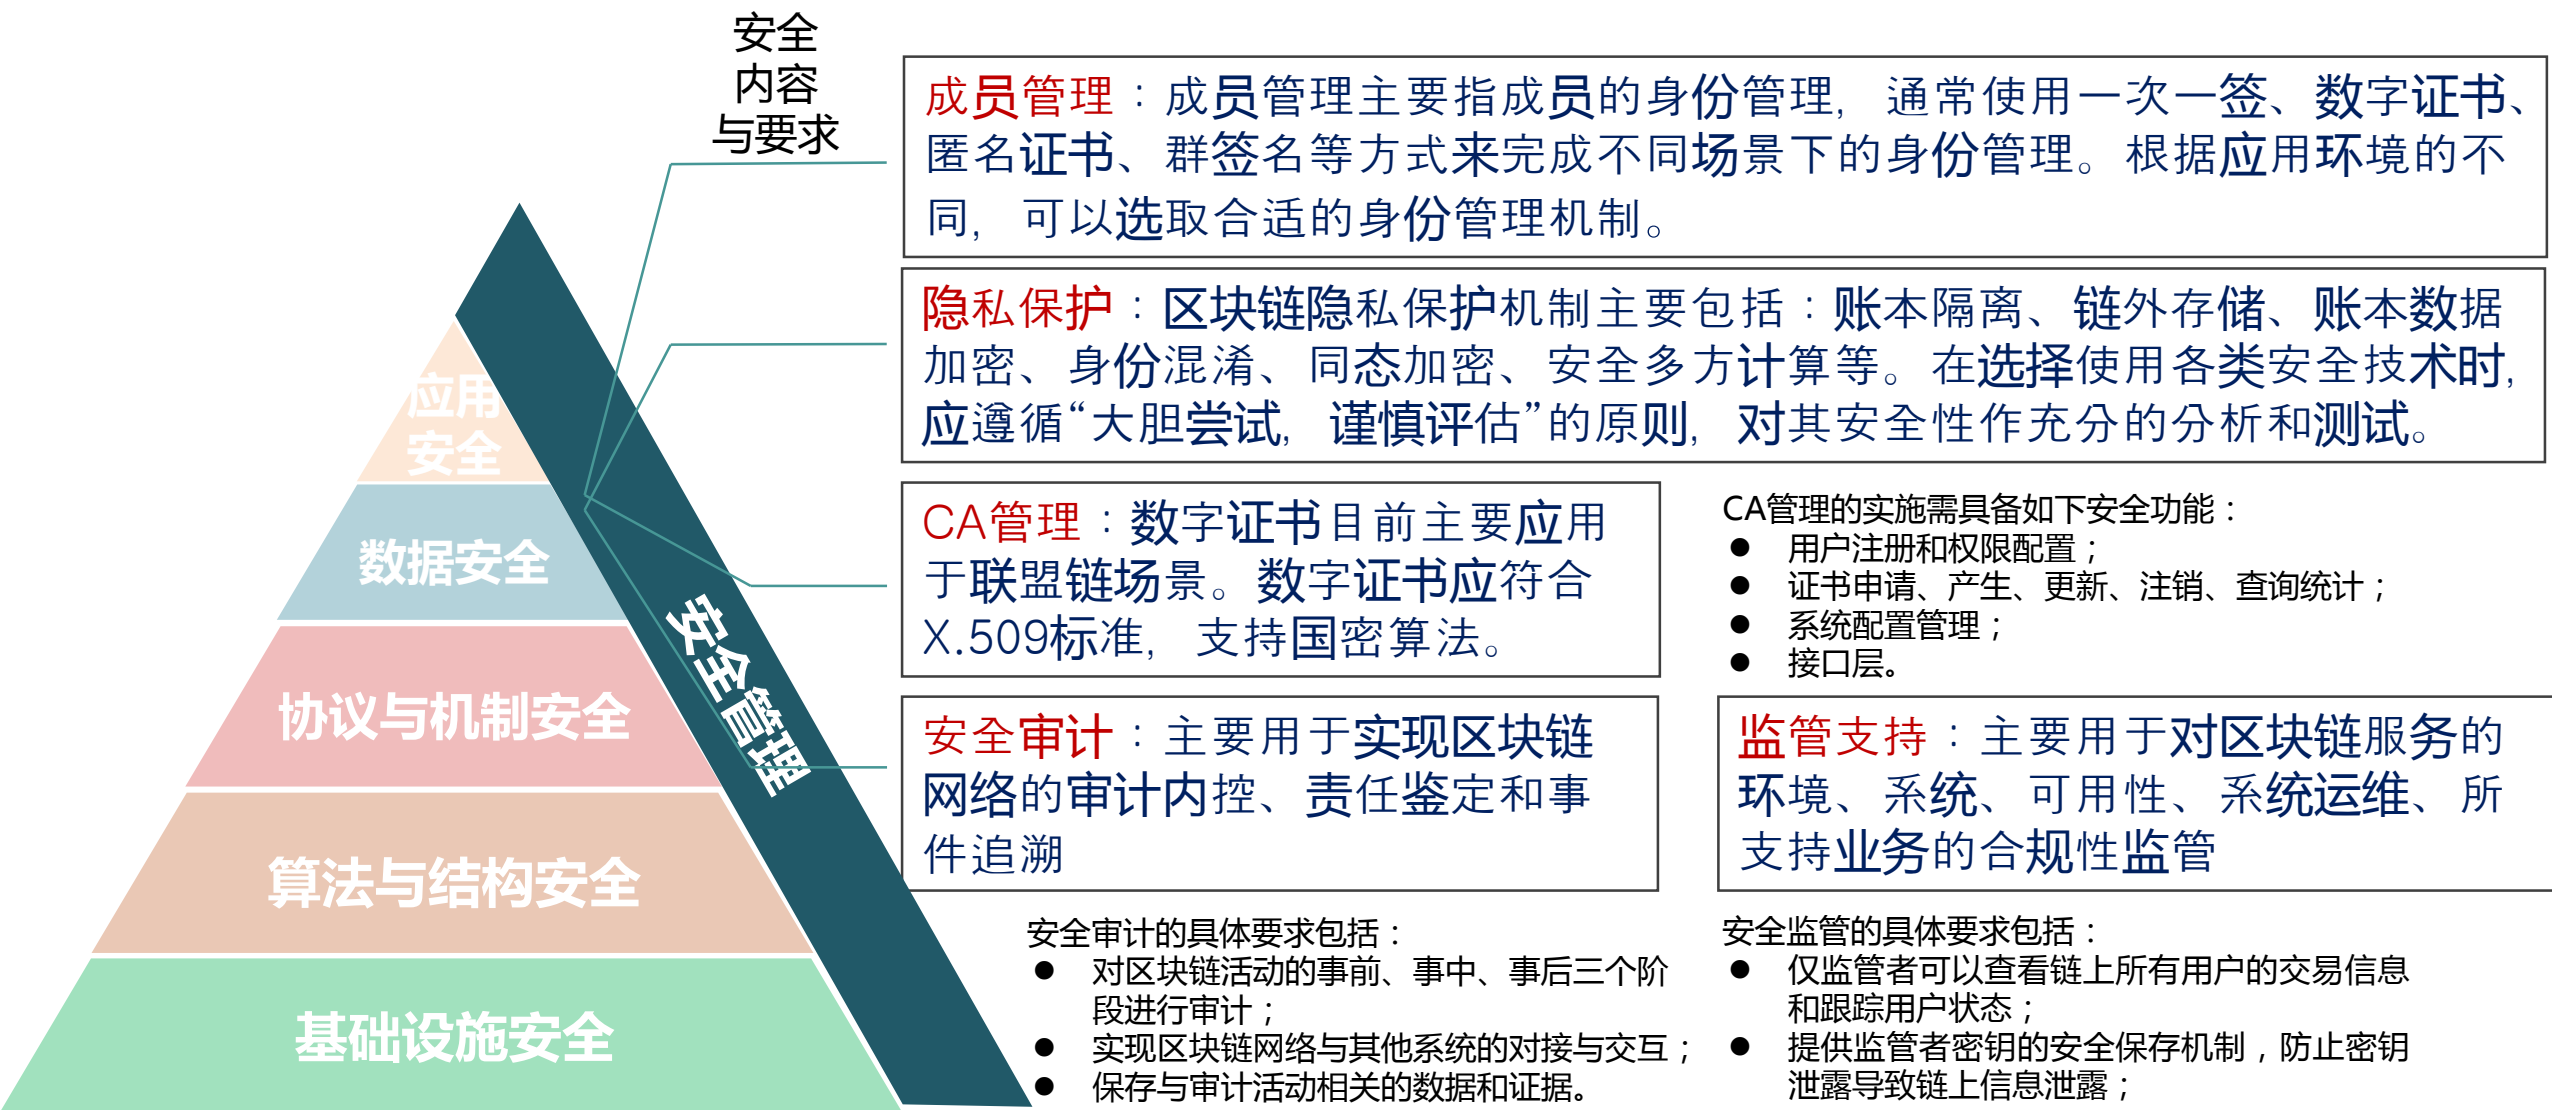 安全
内容
与要求
成员管理：成员管理主要指成员的身份管理，通常使用一次一签、数字证书、
匿名证书、群签名等方式来完成不同场景下的身份管理。根据应用环境的不
同，可以选取合适的身份管理机制。
隐私保护：区块链隐私保护机制主要包括：账本隔离、链外存储、账本数据
加密、身份混淆、同态加密、安全多方计算等。在选择使用各类安全技术时，
应遵循“大胆尝试，谨慎评估”的原则，对其安全性作充分的分析和测试。
应用
安全
数据安全
协议与机制安全
算法与结构安全
基础设施安全
安全管理
CA管理：数字证书目前主要应用
于联盟链场景。数字证书应符合
X.509标准，支持国密算法。
CA管理的实施需具备如下安全功能：
● 用户注册和权限配置；
● 证书申请、产生、更新、注销、查询统计；
● 系统配置管理；
● 接口层。
安全审计：主要用于实现区块链
网络的审计内控、责任鉴定和事
件追溯
监管支持：主要用于对区块链服务的
环境、系统、可用性、系统运维、所
支持业务的合规性监管
安全审计的具体要求包括：
● 对区块链活动的事前、事中、事后三个阶
段进行审计；
● 实现区块链网络与其他系统的对接与交互；
● 保存与审计活动相关的数据和证据。
安全监管的具体要求包括：
● 仅监管者可以查看链上所有用户的交易信息
和跟踪用户状态；
● 提供监管者密钥的安全保存机制，防止密钥
泄露导致链上信息泄露；